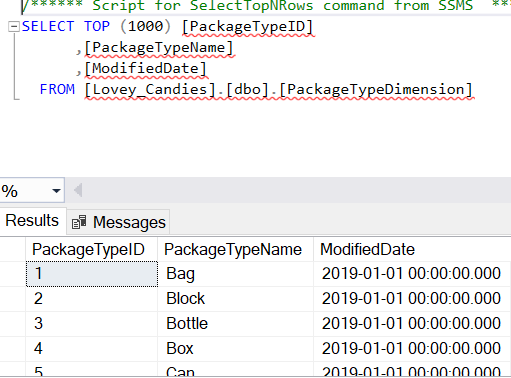 /****** Script for SelectTopNRows command from SSMS **
SELECT TOP (1000) [PackageTypeID]
,[PackageTypeName]
,[ModifiedDate]
FROM [Lovey_Candies].[dbo].[PackageTypeDimension]
%
Results Messages
PackageTypeID PackageTypeName ModifiedDate
1 Bag 2019-01-01 00:00:00.000
2 Block 2019-01-01 00:00:00.000
3 Bottle 2019-01-01 00:00:00.000
4 Box 2019-01-01 00:00:00.000
5 Can 2019-01-01 00:00:00.000